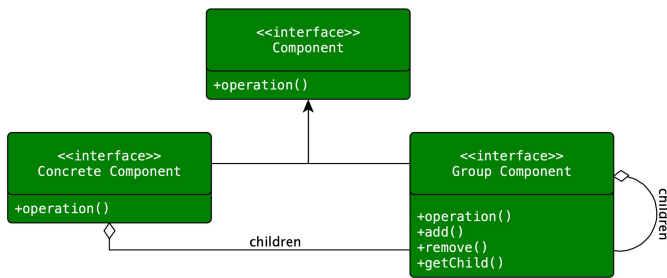 <<interface>>
Component
+operation()
<<interface>>
Concrete Component
+operation()
<<interface>>
Group Component
+operation()
+add()
+remove()
+getChild()
children
children